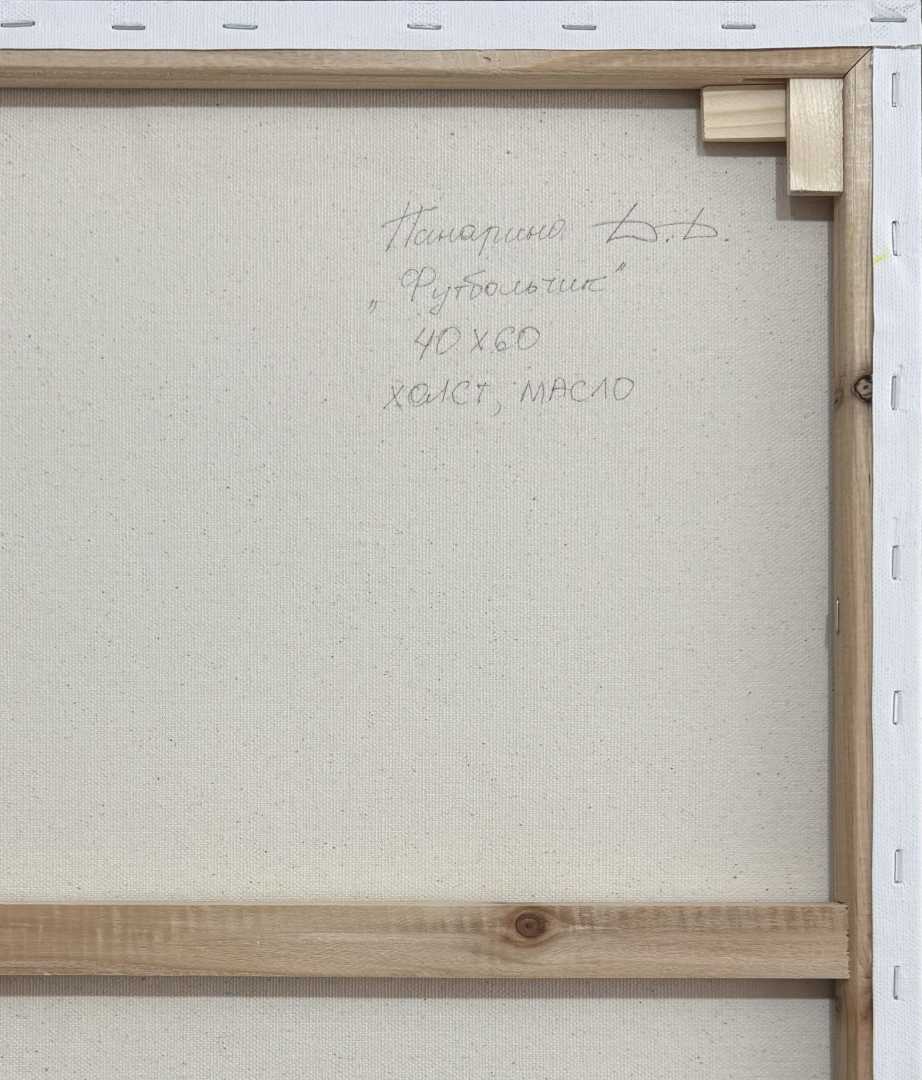 Панарина Д.Д.
„Футбольчик"
40х60
холст, масло